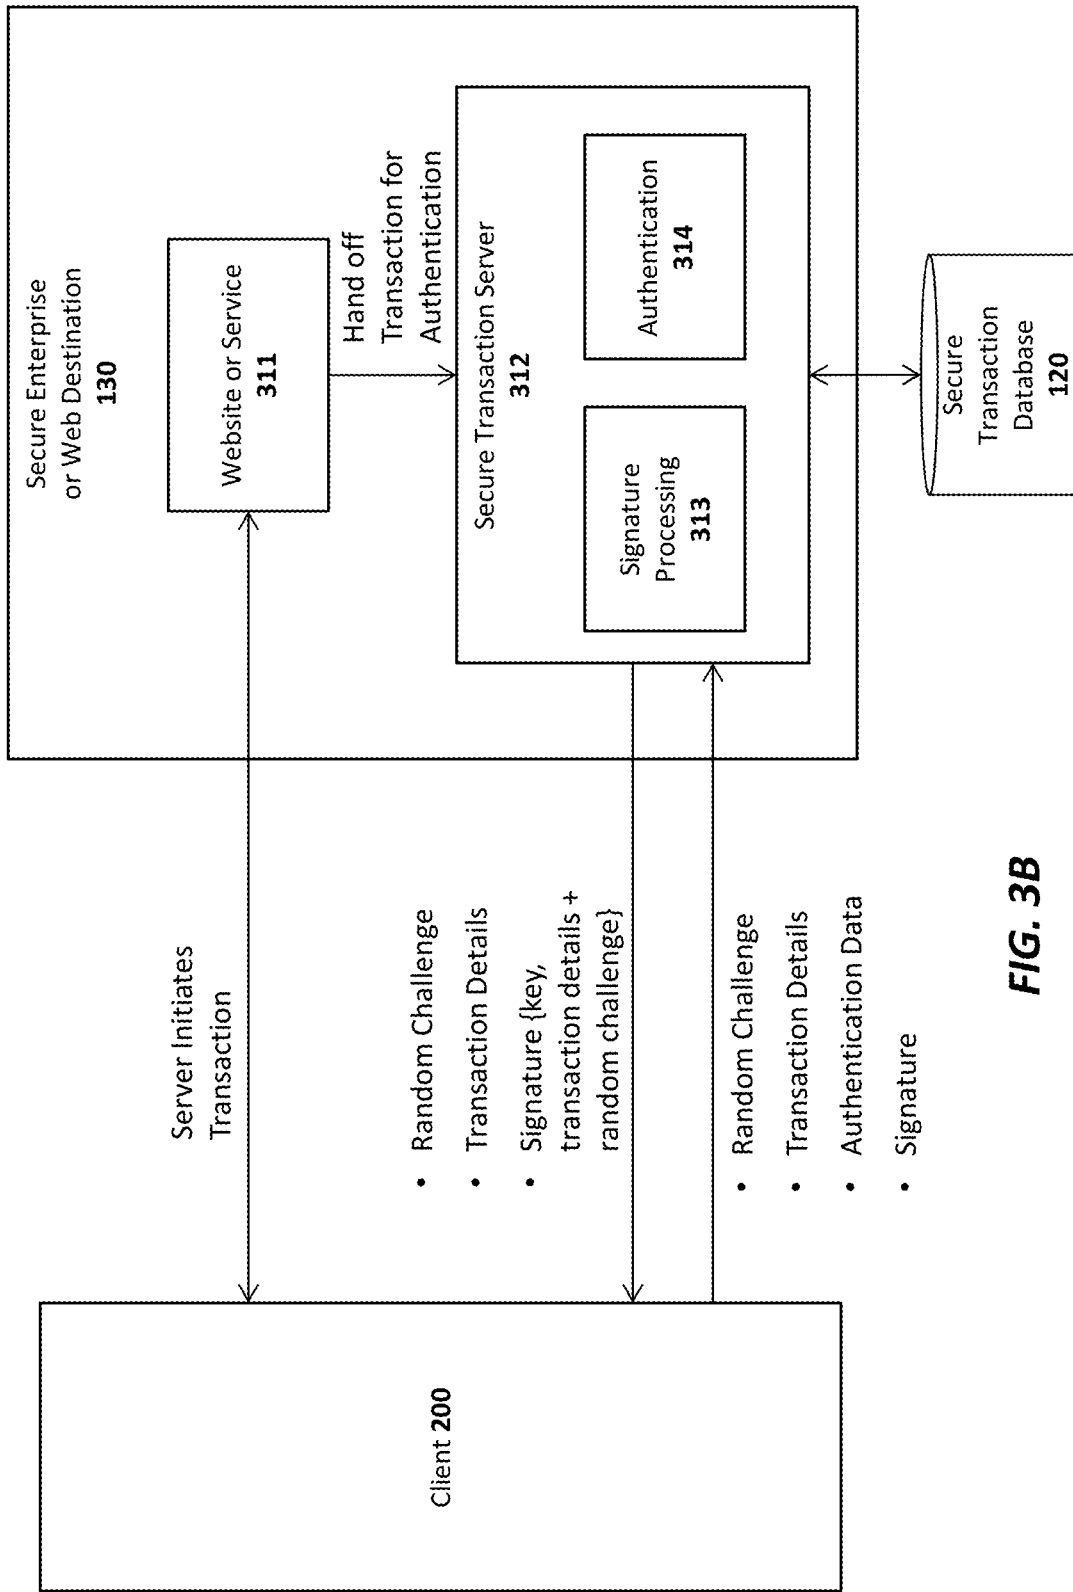 Client 200
Server Initiates
Transaction
• Random Challenge
• Transaction Details
• Signature {key,
transaction details +
random challenge}
• Random Challenge
• Transaction Details
• Authentication Data
• Signature
Secure Enterprise
or Web Destination
130
Website or Service
311
Hand off
Transaction for
Authentication
Secure Transaction Server
312
Signature
Processing
313
Authentication
314
Secure
Transaction
Database
120
FIG. 3B